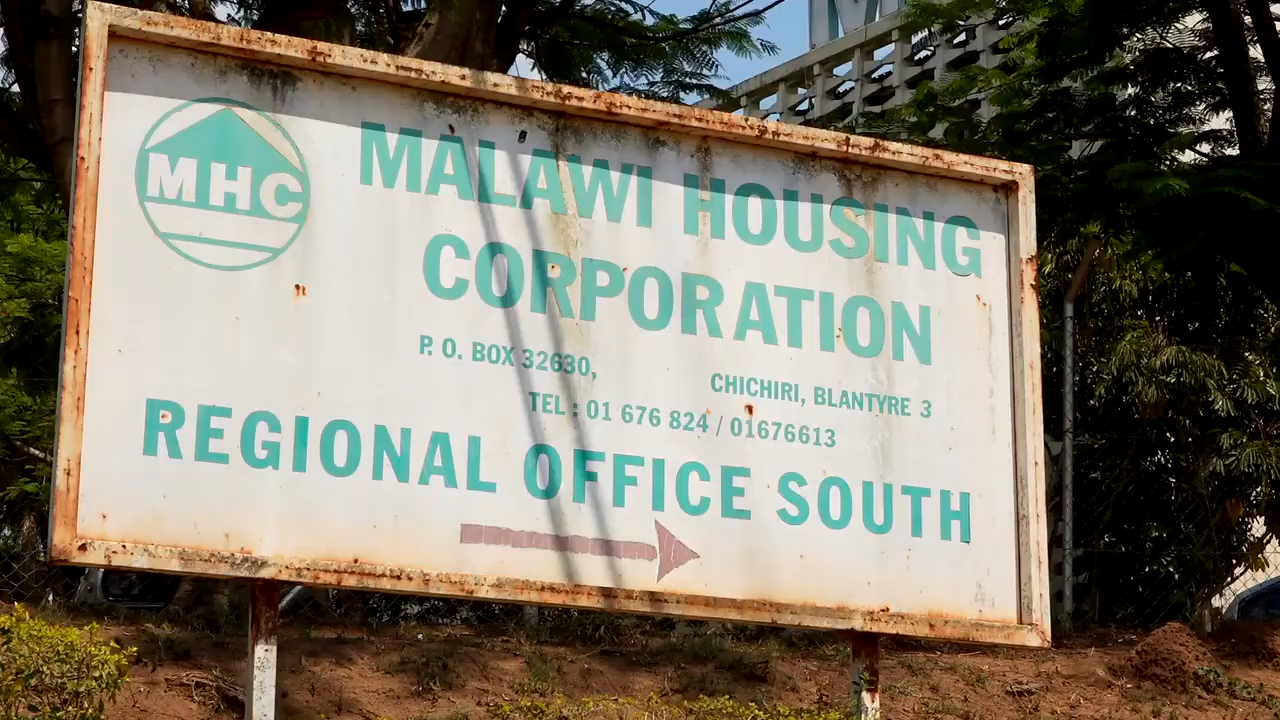 MHC
MALAWI HOUSING
CORPORATION
P. O. BOX 32630,
CHICHIRI, BLANTYRE 3
TEL : 01 676 824 / 01676613
REGIONAL OFFICE SOUTH